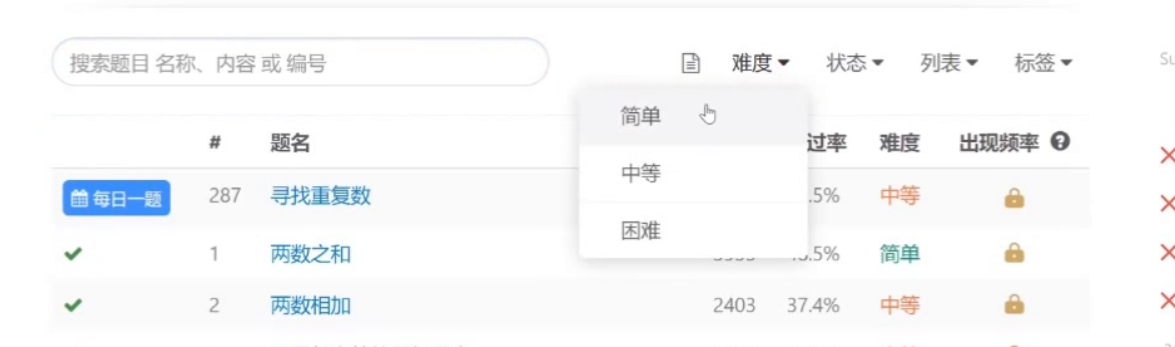 搜索题目 名称、内容 或 编号
难度 状态 列表 标签
简单
中等
困难
# 题名 过率 难度 出现频率
每日一题 287 寻找重复数 .5% 中等
1 两数之和 .5% 简单
2 两数相加 2403 37.4% 中等
Su